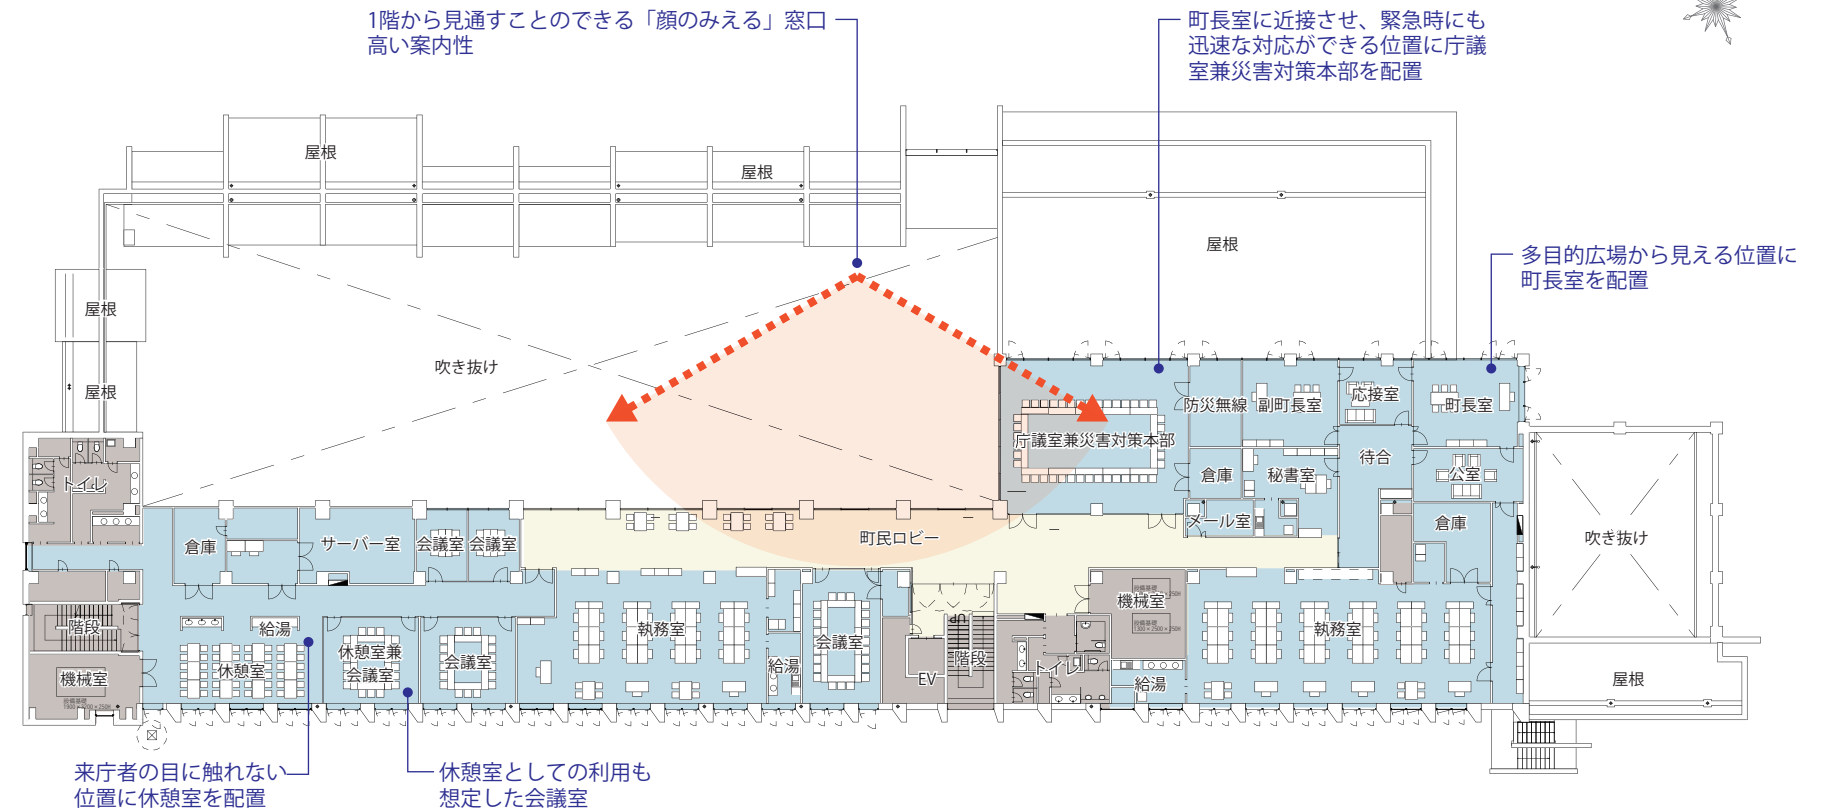 1階から見通すことのできる「顔のみえる」窓口
高い案内性
町長室に近接させ、緊急時にも
迅速な対応ができる位置に庁議
室兼災害対策本部を配置
屋根
屋根
屋根
多目的広場から見える位置に
町長室を配置
屋根
吹き抜け
屋根
防災無線
副町長室
応接室
町長室
庁議室兼災害対策本部
待合
倉庫
秘書室
公室
トイレ
メール室
倉庫
倉庫
サーバー室
会議室
会議室
町民ロビー
吹き抜け
機械室
階段
給湯
休憩室兼
会議室
会議室
執務室
会議室
UP
執務室
休憩室
機械室
給湯
EV
階段
トイレ
給湯
屋根
来庁者の目に触れない
位置に休憩室を配置
休憩室としての利用も
想定した会議室